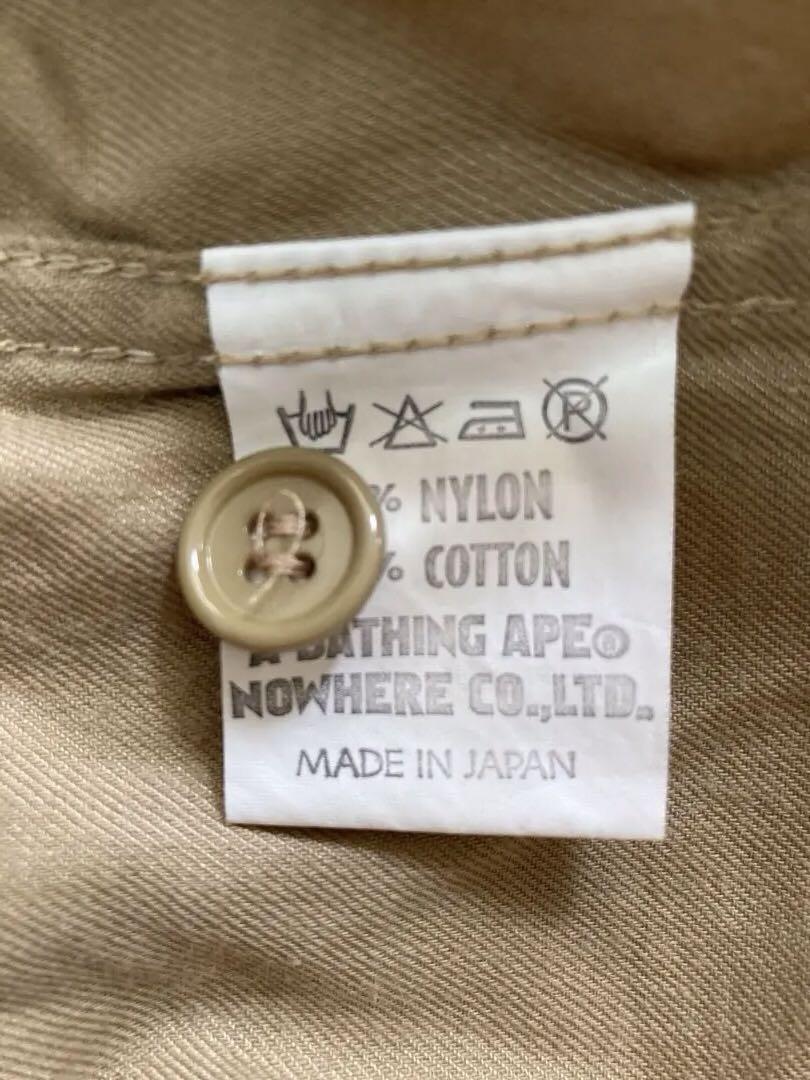 P
% NYLON
% COTTON
A BATHING APE®
NOWHERE CO.,LTD.
MADE IN JAPAN